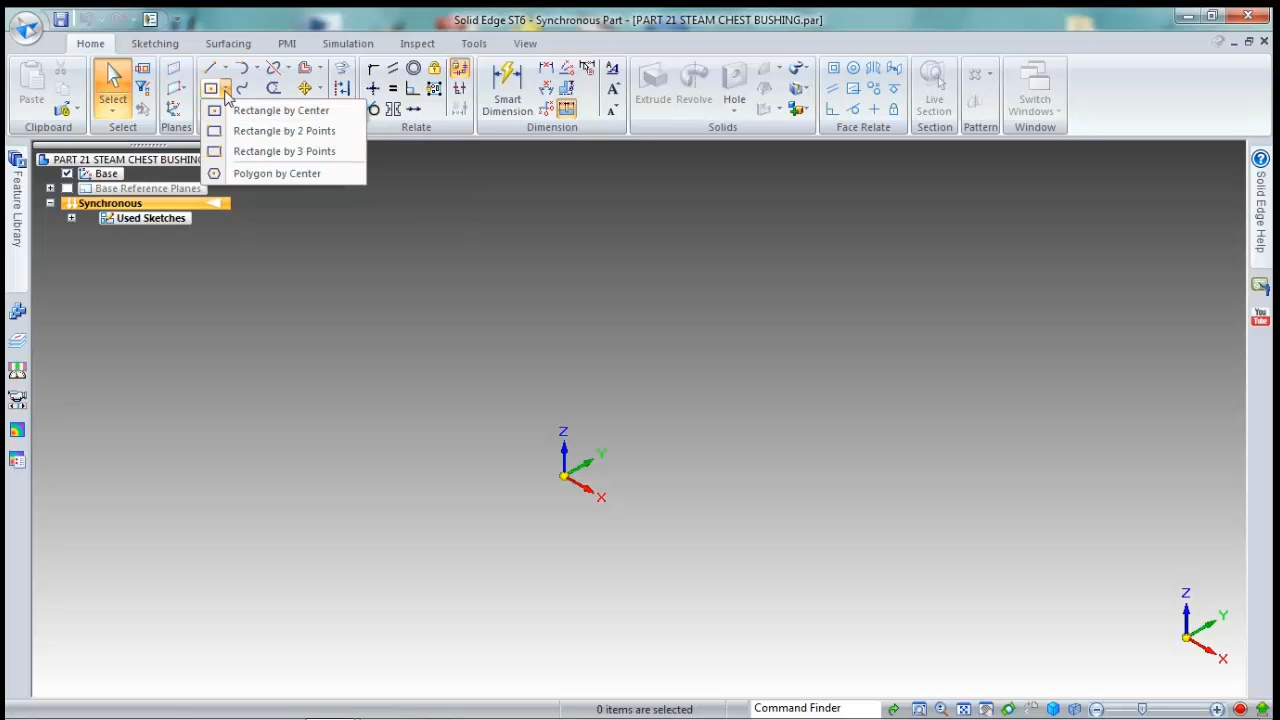 Solid Edge ST6 - Synchronous Part - [PART 21 STEAM CHEST BUSHING.par]
Home Sketching Surfacing PMI Simulation Inspect Tools View
Paste Select Smart Dimension Extrude Revolve Hole Live Section Switch Windows
Clipboard Select Planes Relate Dimension Solids Face Relate Section Pattern Window
Rectangle by Center
Rectangle by 2 Points
Rectangle by 3 Points
Polygon by Center
PART 21 STEAM CHEST BUSHING
Base
Base Reference Planes
Synchronous
Used Sketches
Feature Library
Solid Edge Help
You Tube
Z
Y
X
Z
Y
X
0 items are selected
Command Finder